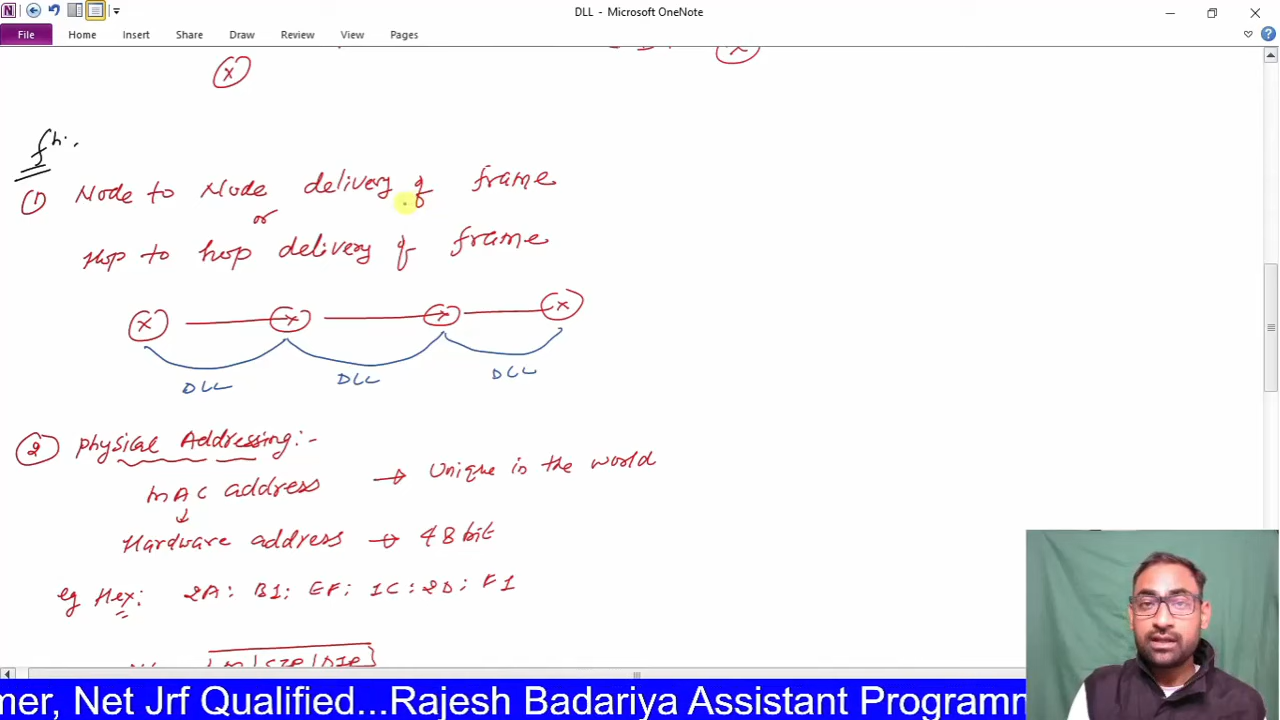 DLL - Microsoft OneNote
File Home Insert Share Draw Review View Pages
x
x
fn.
① Node to Node delivery of frame
or
Hop to hop delivery of frame
x x x x
DLL DLL DLL
② Physical Addressing:-
MAC address → Unique in the world
↓
Hardware address → 48 bit
eg Hex: 2A: B1: EF: 1C: 2D: F1
mer, Net Jrf Qualified...Rajesh Badariya Assistant Programm